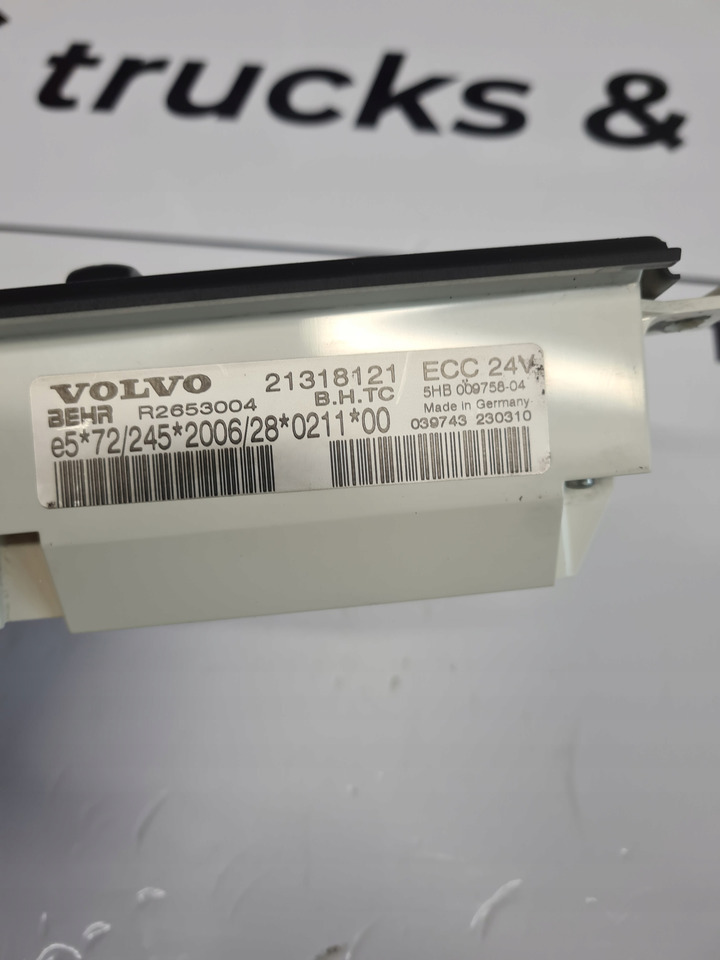 trucks &
VOLVO 21318121 ECC 24V
B.H.TC 5HB 009758-04
BEHR R2653004 Made in Germany
e5*72/245*2006/28*0211*00 039743 230310